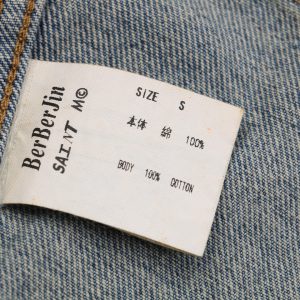 BerBerJin
SAINT M©
SIZE S
本体 綿 100%
BODY 100% COTTON